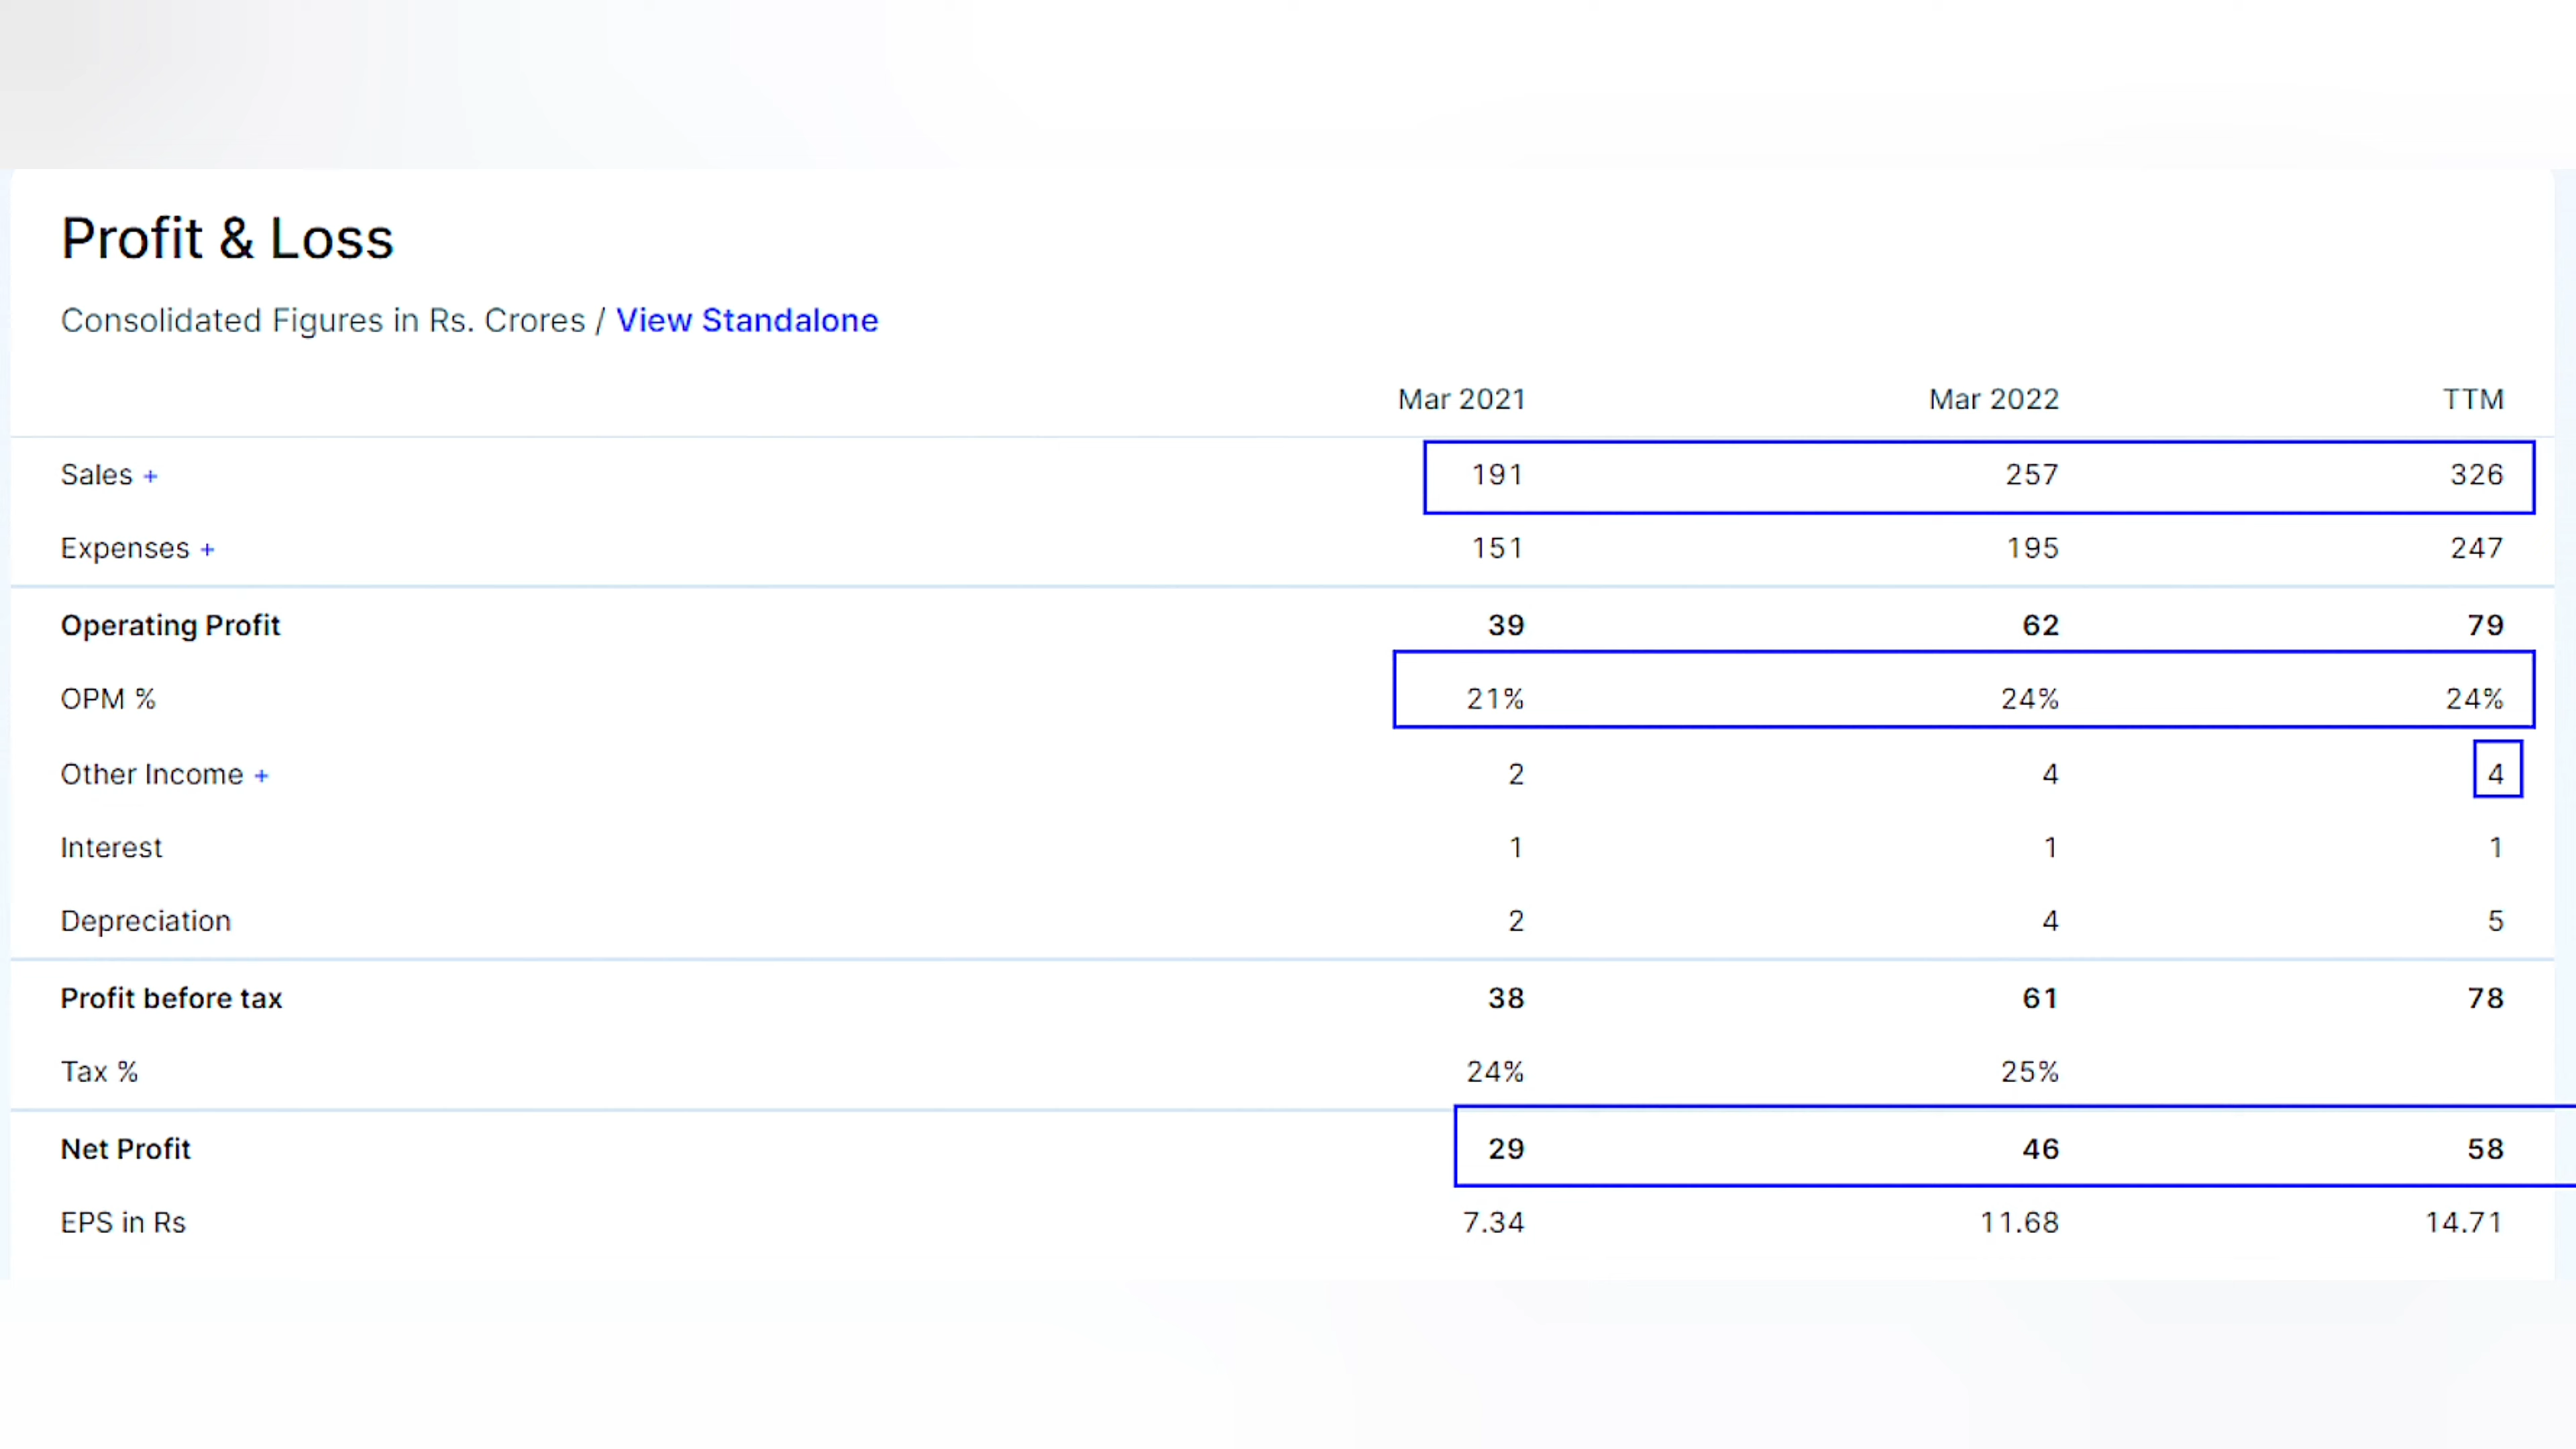 Profit & Loss
Consolidated Figures in Rs. Crores / View Standalone
Mar 2021 Mar 2022 TTM
Sales + 191 257 326
Expenses + 151 195 247
Operating Profit 39 62 79
OPM % 21% 24% 24%
Other Income + 2 4 4
Interest 1 1 1
Depreciation 2 4 5
Profit before tax 38 61 78
Tax % 24% 25%
Net Profit 29 46 58
EPS in Rs 7.34 11.68 14.71